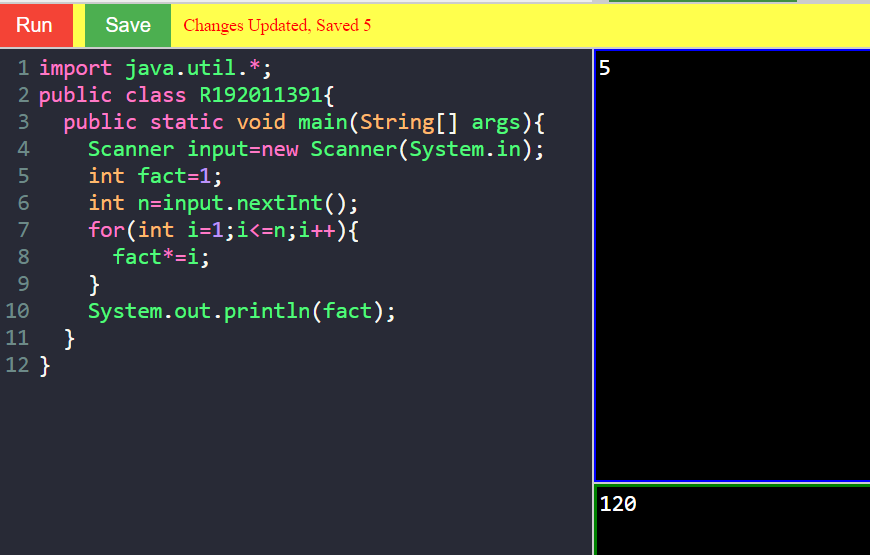 Run Save Changes Updated, Saved 5
1 import java.util.*;
2 public class R192011391{
3   public static void main(String[] args){
4     Scanner input=new Scanner(System.in);
5     int fact=1;
6     int n=input.nextInt();
7     for(int i=1;i<=n;i++){
8       fact*=i;
9     }
10     System.out.println(fact);
11   }
12 }
5
120